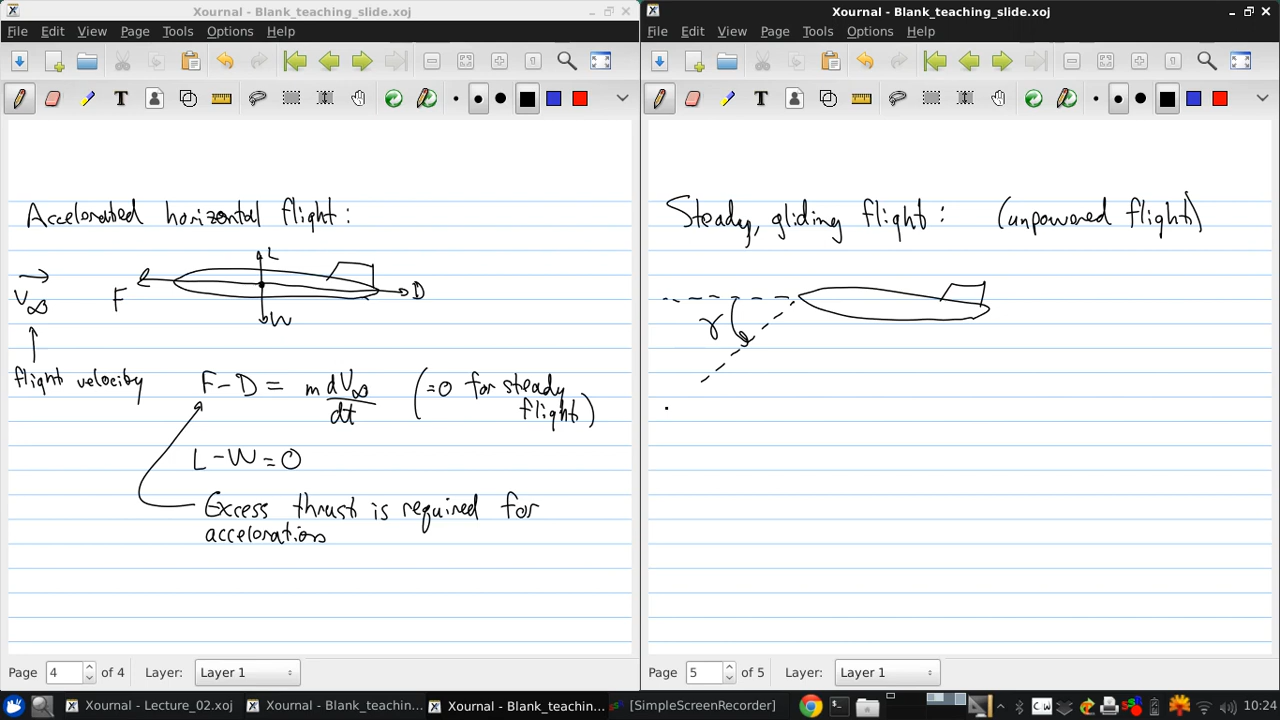 Xournal - Blank_teaching_slide.xoj
File Edit View Page Tools Options Help
Accelerated horizontal flight:
L
V∞
F
D
W
flight velocity
F - D = m dV∞/dt (=0 for steady
flight)
L - W = 0
Excess thrust is required for
acceleration
Page 4 of 4 Layer: Layer 1
Xournal - Blank_teaching_slide.xoj
File Edit View Page Tools Options Help
Steady, gliding flight: (unpowered flight)
γ
Page 5 of 5 Layer: Layer 1
Xournal - Lecture_02.xoj
Xournal - Blank_teachin...
Xournal - Blank_teachin...
[SimpleScreenRecorder]
10:24